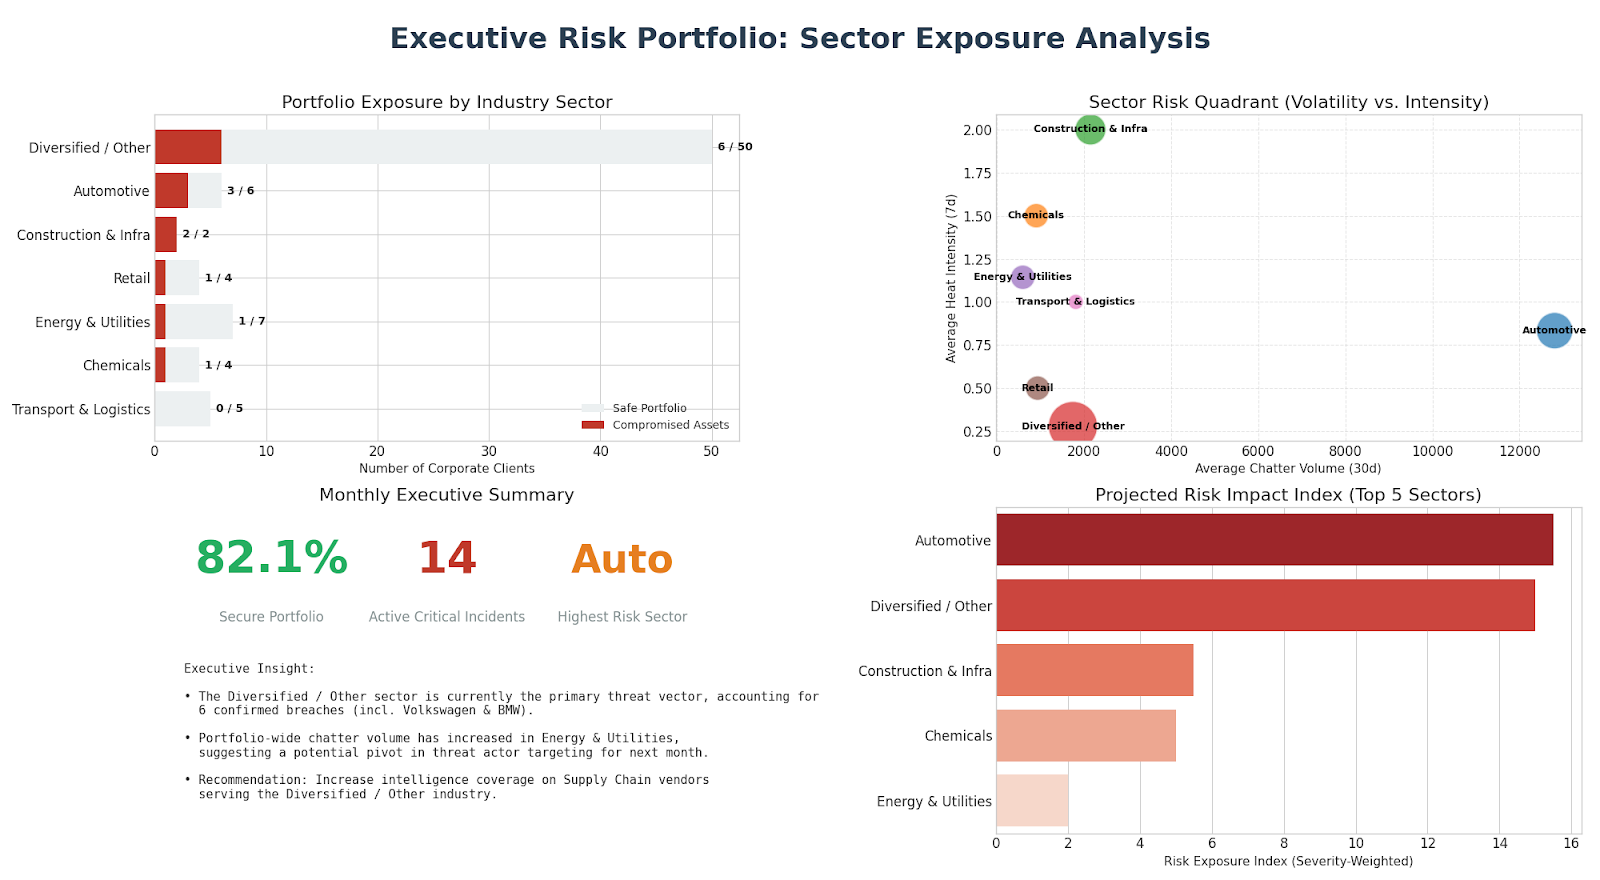 Executive Risk Portfolio: Sector Exposure Analysis
Portfolio Exposure by Industry Sector
Diversified / Other
6 / 50
Automotive
3 / 6
Construction & Infra
2 / 2
Retail
1 / 4
Energy & Utilities
1 / 7
Chemicals
1 / 4
Transport & Logistics
0 / 5
Safe Portfolio
Compromised Assets
0 10 20 30 40 50
Number of Corporate Clients
Sector Risk Quadrant (Volatility vs. Intensity)
Average Heat Intensity (7d)
2.00
1.75
1.50
1.25
1.00
0.75
0.50
0.25
Construction & Infra
Chemicals
Energy & Utilities
Transport & Logistics
Automotive
Retail
Diversified / Other
0 2000 4000 6000 8000 10000 12000
Average Chatter Volume (30d)
Monthly Executive Summary
82.1% 14 Auto
Secure Portfolio Active Critical Incidents Highest Risk Sector
Executive Insight:
• The Diversified / Other sector is currently the primary threat vector, accounting for
6 confirmed breaches (incl. Volkswagen & BMW).
• Portfolio-wide chatter volume has increased in Energy & Utilities,
suggesting a potential pivot in threat actor targeting for next month.
• Recommendation: Increase intelligence coverage on Supply Chain vendors
serving the Diversified / Other industry.
Projected Risk Impact Index (Top 5 Sectors)
Automotive
Diversified / Other
Construction & Infra
Chemicals
Energy & Utilities
0 2 4 6 8 10 12 14 16
Risk Exposure Index (Severity-Weighted)